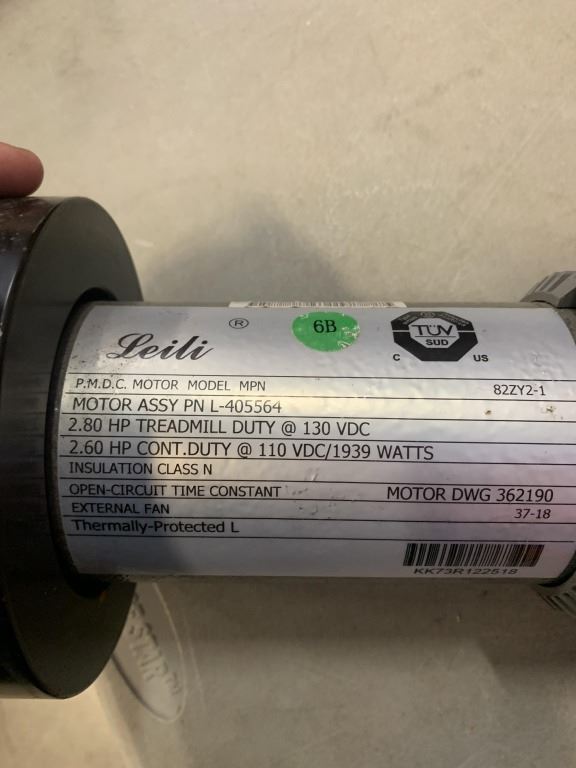 Leili ® 6B TÜV
SUD
C US
P.M.D.C. MOTOR MODEL MPN 82ZY2-1
MOTOR ASSY PN L-405564
2.80 HP TREADMILL DUTY @ 130 VDC
2.60 HP CONT.DUTY @ 110 VDC/1939 WATTS
INSULATION CLASS N
OPEN-CIRCUIT TIME CONSTANT MOTOR DWG 362190
EXTERNAL FAN 37-18
Thermally-Protected L
KK73R122518
STAR